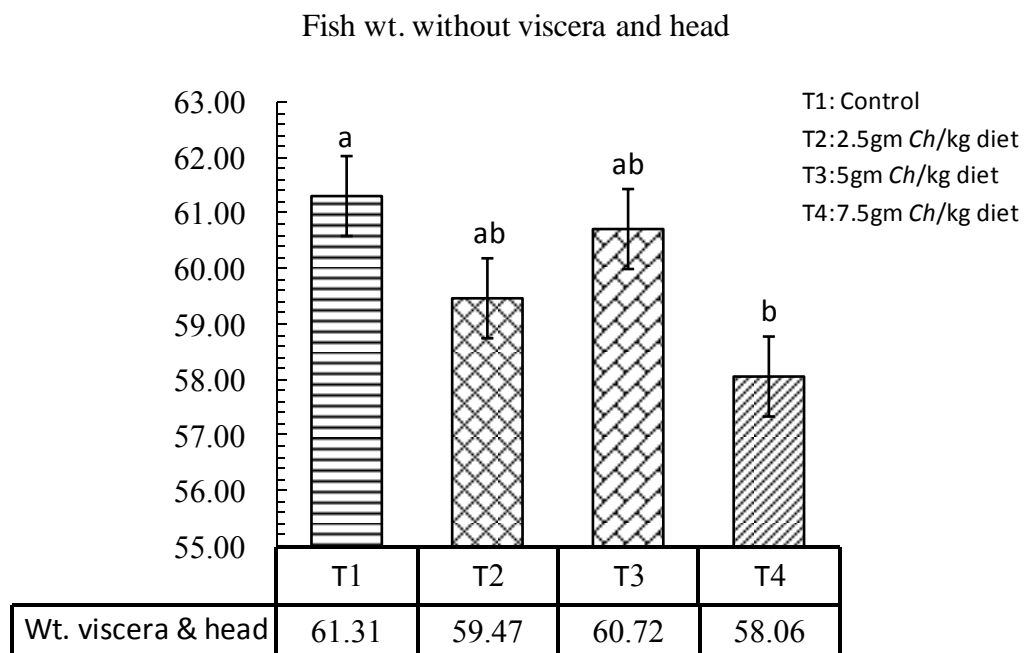 Fish wt. without viscera and head
63.00
62.00
61.00
60.00
59.00
58.00
57.00
56.00
55.00
a
ab
ab
b
T1: Control
T2:2.5gm Ch/kg diet
T3:5gm Ch/kg diet
T4:7.5gm Ch/kg diet
T1 T2 T3 T4
Wt. viscera & head 61.31 59.47 60.72 58.06